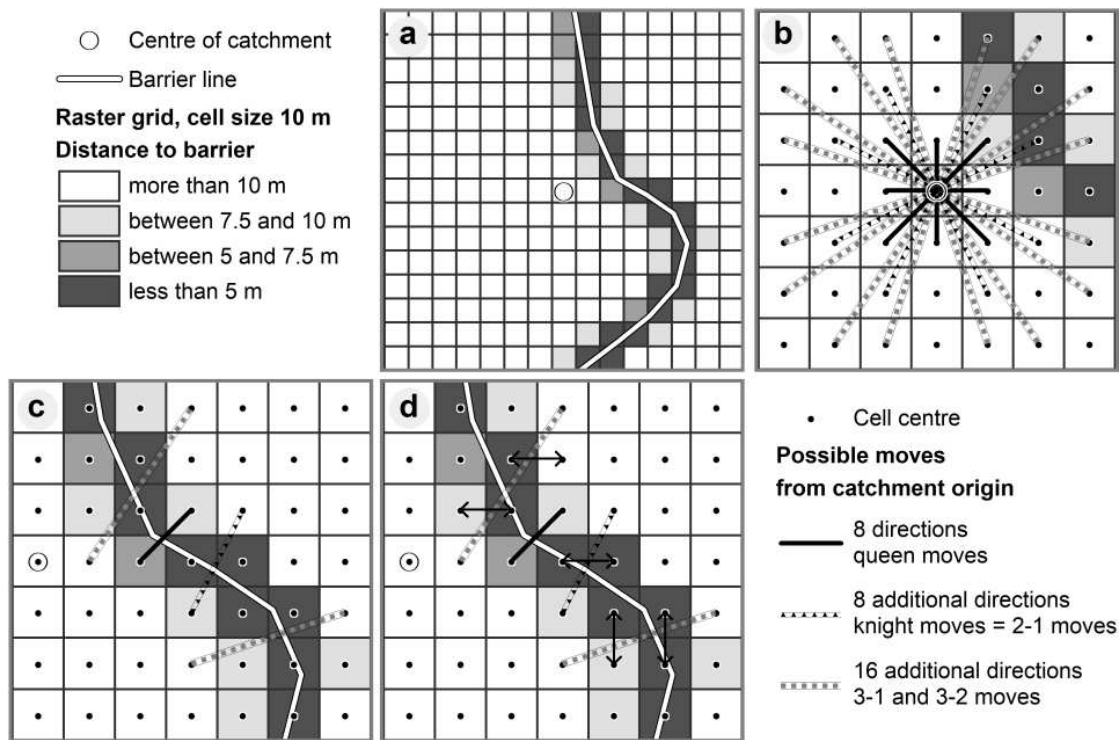 Centre of catchment
Barrier line
Raster grid, cell size 10 m
Distance to barrier
more than 10 m
between 7.5 and 10 m
between 5 and 7.5 m
less than 5 m
a
b
c
d
Cell centre
Possible moves
from catchment origin
8 directions
queen moves
8 additional directions
knight moves = 2-1 moves
16 additional directions
3-1 and 3-2 moves